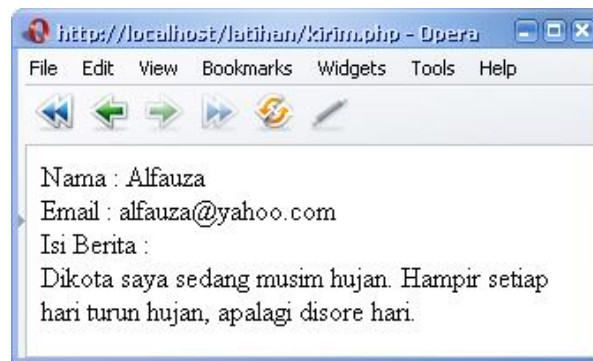 http://localhost/latihan/kirim.php - Opera
File Edit View Bookmarks Widgets Tools Help
Nama : Alfauza
Email : alfauza@yahoo.com
Isi Berita :
Dikota saya sedang musim hujan. Hampir setiap
hari turun hujan, apalagi disore hari.